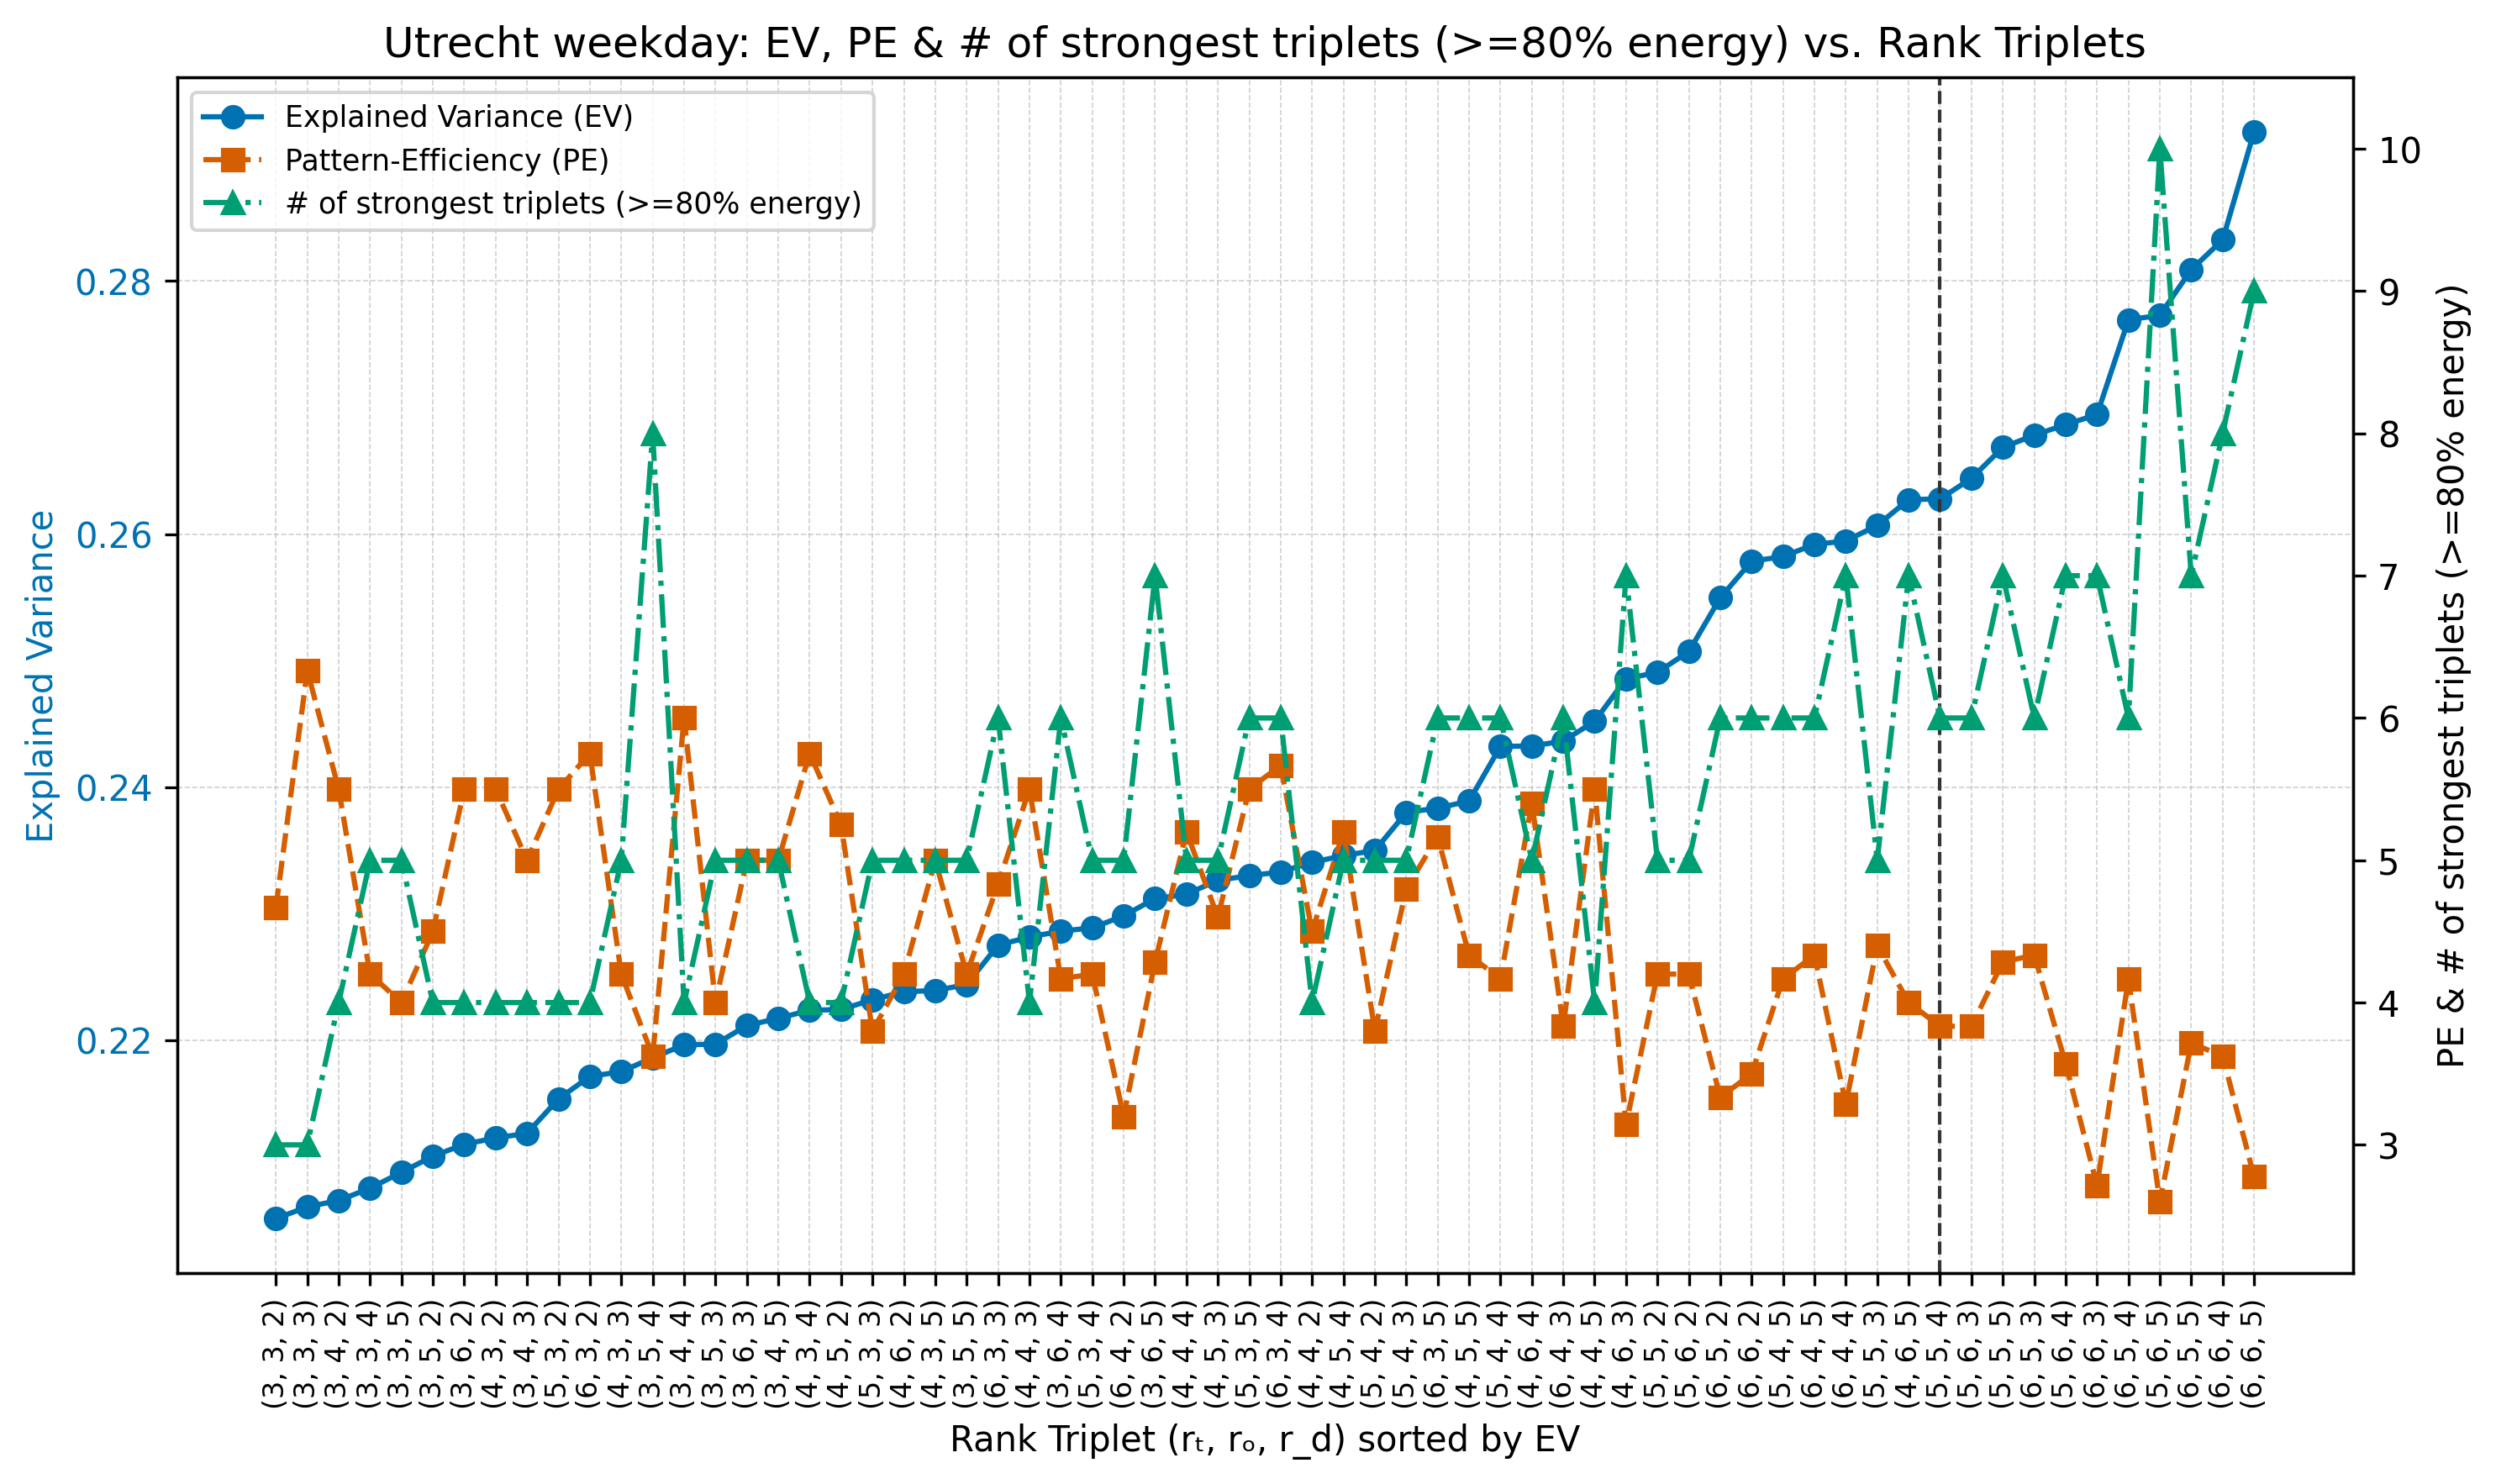 Utrecht weekday: EV, PE & # of strongest triplets (>=80% energy) vs. Rank Triplets
Explained Variance (EV)
Pattern-Efficiency (PE)
# of strongest triplets (>=80% energy)
Explained Variance
0.28
0.26
0.24
0.22
10
9
8
7
6
5
4
3
PE & # of strongest triplets (>=80% energy)
(3, 3, 2)
(3, 3, 3)
(3, 4, 2)
(3, 3, 4)
(3, 3, 5)
(3, 5, 2)
(3, 6, 2)
(4, 3, 2)
(3, 4, 3)
(5, 3, 2)
(6, 3, 2)
(4, 3, 3)
(3, 5, 4)
(3, 4, 4)
(3, 5, 3)
(3, 6, 3)
(3, 4, 5)
(4, 3, 4)
(4, 5, 2)
(5, 3, 3)
(4, 6, 2)
(4, 3, 5)
(3, 5, 5)
(6, 3, 3)
(4, 4, 3)
(3, 6, 4)
(5, 3, 4)
(6, 4, 2)
(3, 6, 5)
(4, 4, 4)
(4, 5, 3)
(5, 3, 5)
(6, 3, 4)
(4, 4, 2)
(4, 5, 4)
(5, 4, 2)
(5, 4, 3)
(6, 3, 5)
(4, 5, 5)
(5, 4, 4)
(4, 6, 4)
(6, 4, 3)
(4, 4, 5)
(4, 6, 3)
(5, 5, 2)
(5, 6, 2)
(6, 5, 2)
(6, 6, 2)
(5, 4, 5)
(6, 4, 5)
(6, 4, 4)
(5, 5, 3)
(4, 6, 5)
(5, 5, 4)
(5, 6, 3)
(5, 5, 5)
(6, 5, 3)
(5, 6, 4)
(6, 6, 3)
(6, 5, 4)
(5, 6, 5)
(6, 5, 5)
(6, 6, 4)
(6, 6, 5)
Rank Triplet (rₜ, rₒ, r_d) sorted by EV